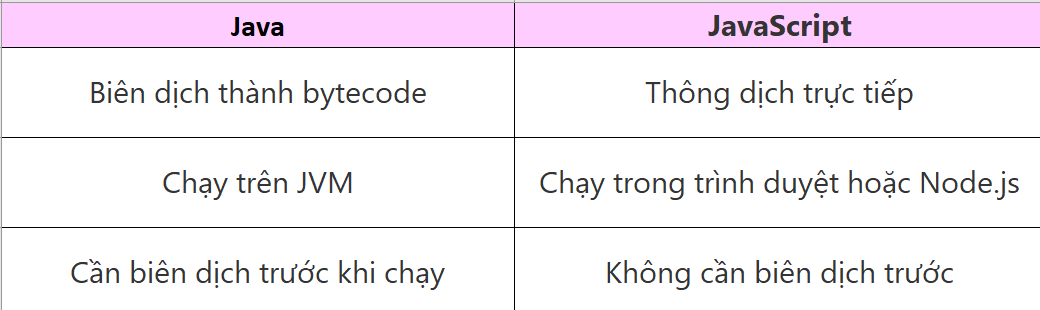 Java
JavaScript
Biên dịch thành bytecode
Thông dịch trực tiếp
Chạy trên JVM
Chạy trong trình duyệt hoặc Node.js
Cần biên dịch trước khi chạy
Không cần biên dịch trước